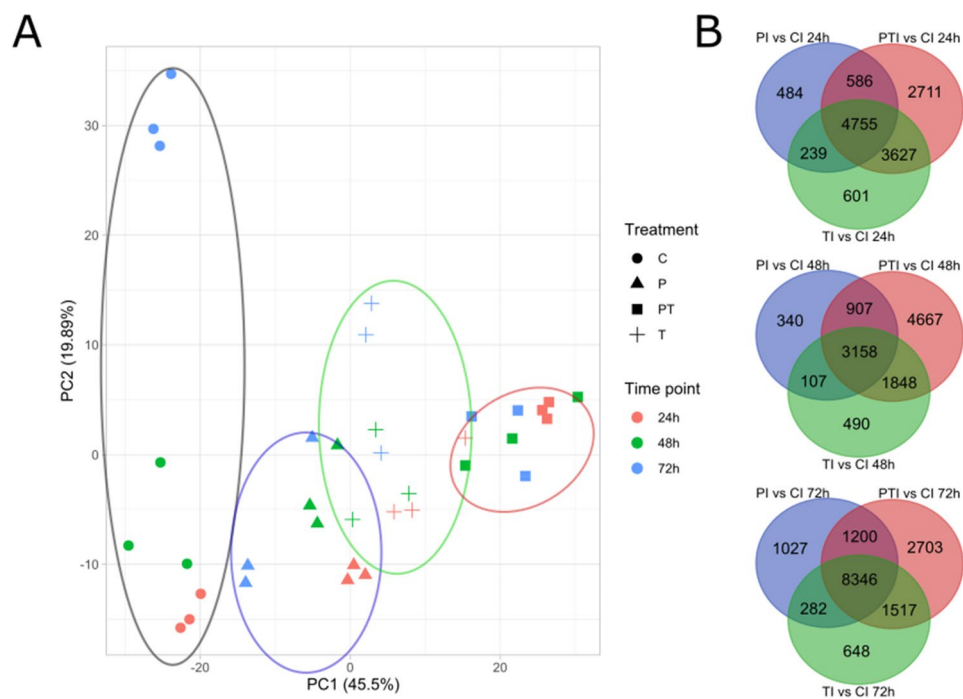 A
30
20
10
0
-10
-20
0
20
PC2 (19.89%)
PC1 (45.5%)
Treatment
C
P
PT
T
Time point
24h
48h
72h
B
PI vs CI 24h
PTI vs CI 24h
484
586
2711
4755
239
3627
601
TI vs CI 24h
PI vs CI 48h
PTI vs CI 48h
340
907
4667
3158
107
1848
490
TI vs CI 48h
PI vs CI 72h
PTI vs CI 72h
1027
1200
2703
8346
282
1517
648
TI vs CI 72h